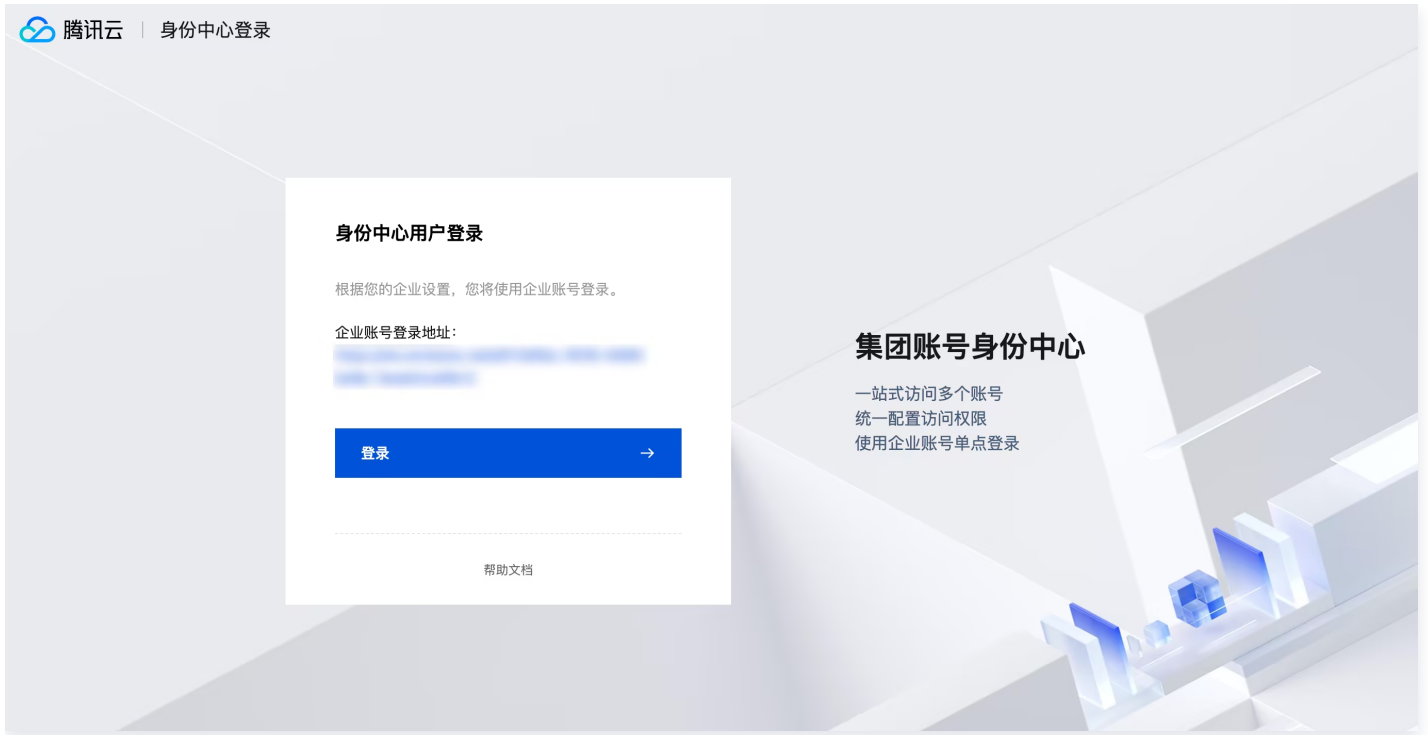 腾讯云 | 身份中心登录
身份中心用户登录
根据您的企业设置，您将使用企业账号登录。
企业账号登录地址：
登录
帮助文档
集团账号身份中心
一站式访问多个账号
统一配置访问权限
使用企业账号单点登录